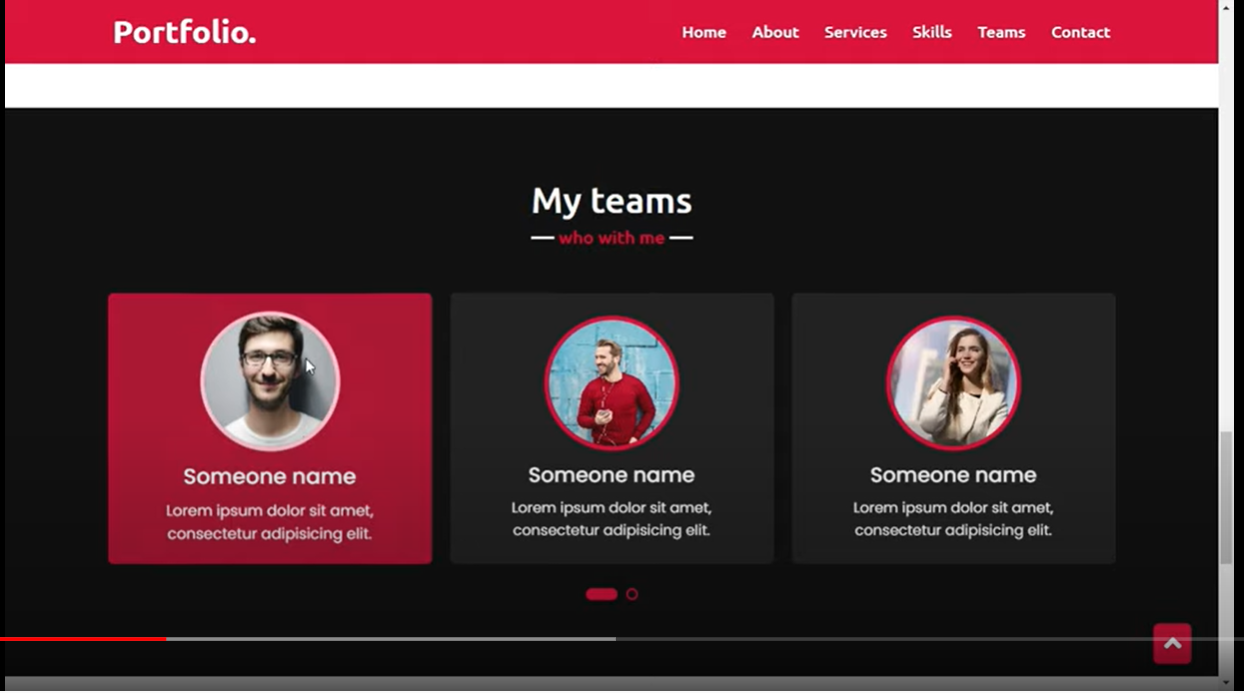 Portfolio.
Home About Services Skills Teams Contact
My teams
who with me
Someone name
Lorem ipsum dolor sit amet,
consectetur adipisicing elit.
Someone name
Lorem ipsum dolor sit amet,
consectetur adipisicing elit.
Someone name
Lorem ipsum dolor sit amet,
consectetur adipisicing elit.